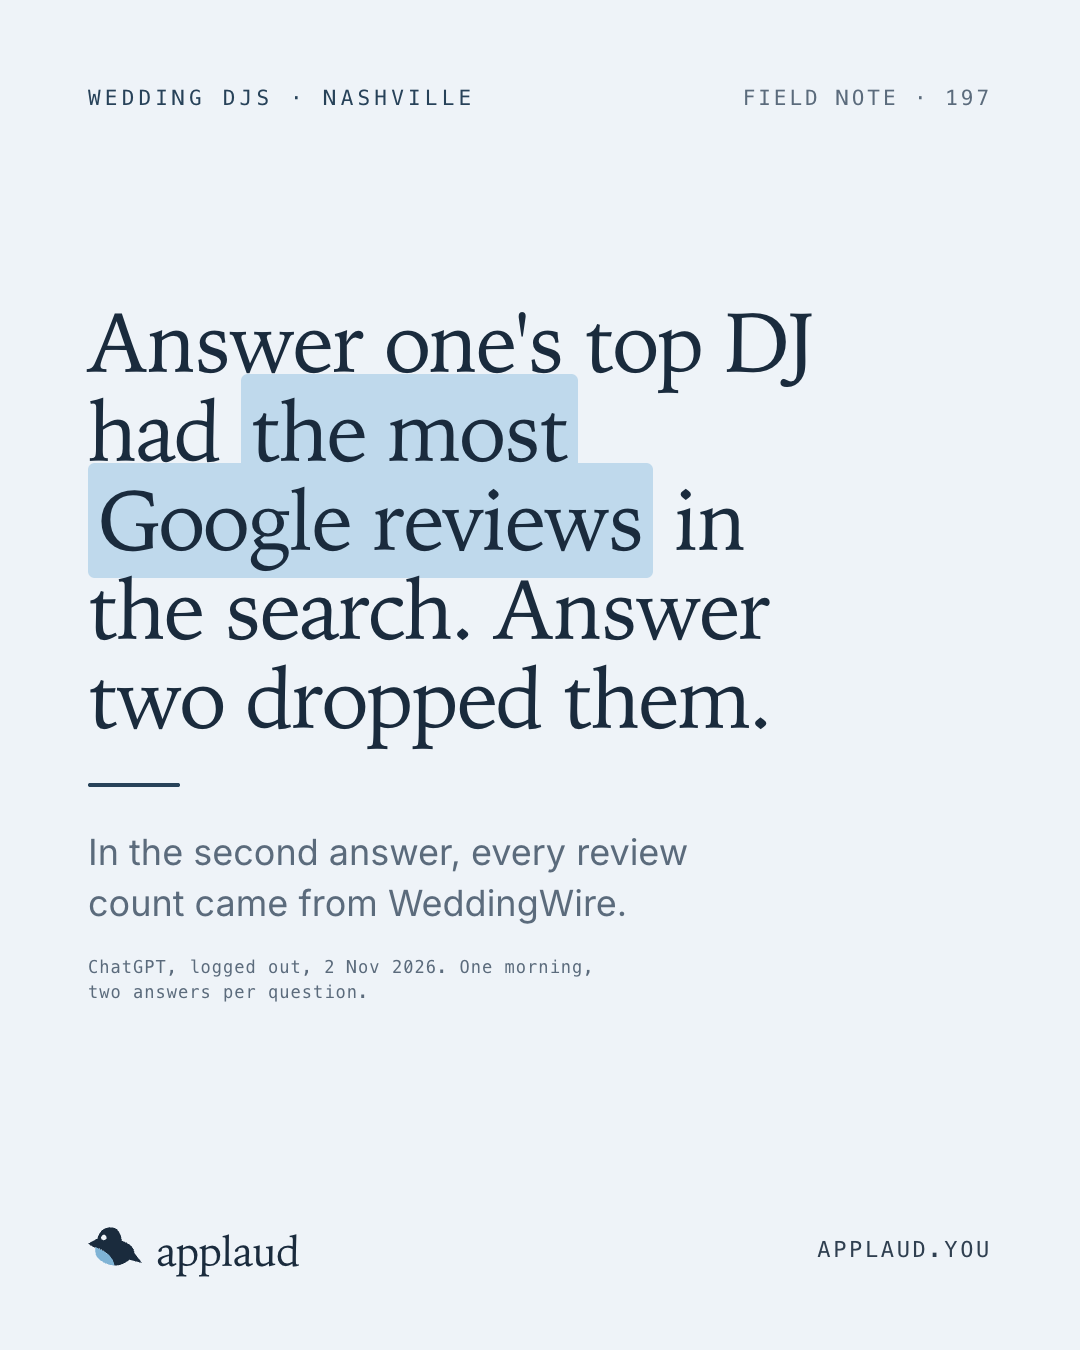 WEDDING DJS · NASHVILLE
FIELD NOTE · 197
Answer one's top DJ
had the most
Google reviews in
the search. Answer
two dropped them.
In the second answer, every review
count came from WeddingWire.
ChatGPT, logged out, 2 Nov 2026. One morning,
two answers per question.
applaud
APPLAUD.YOU